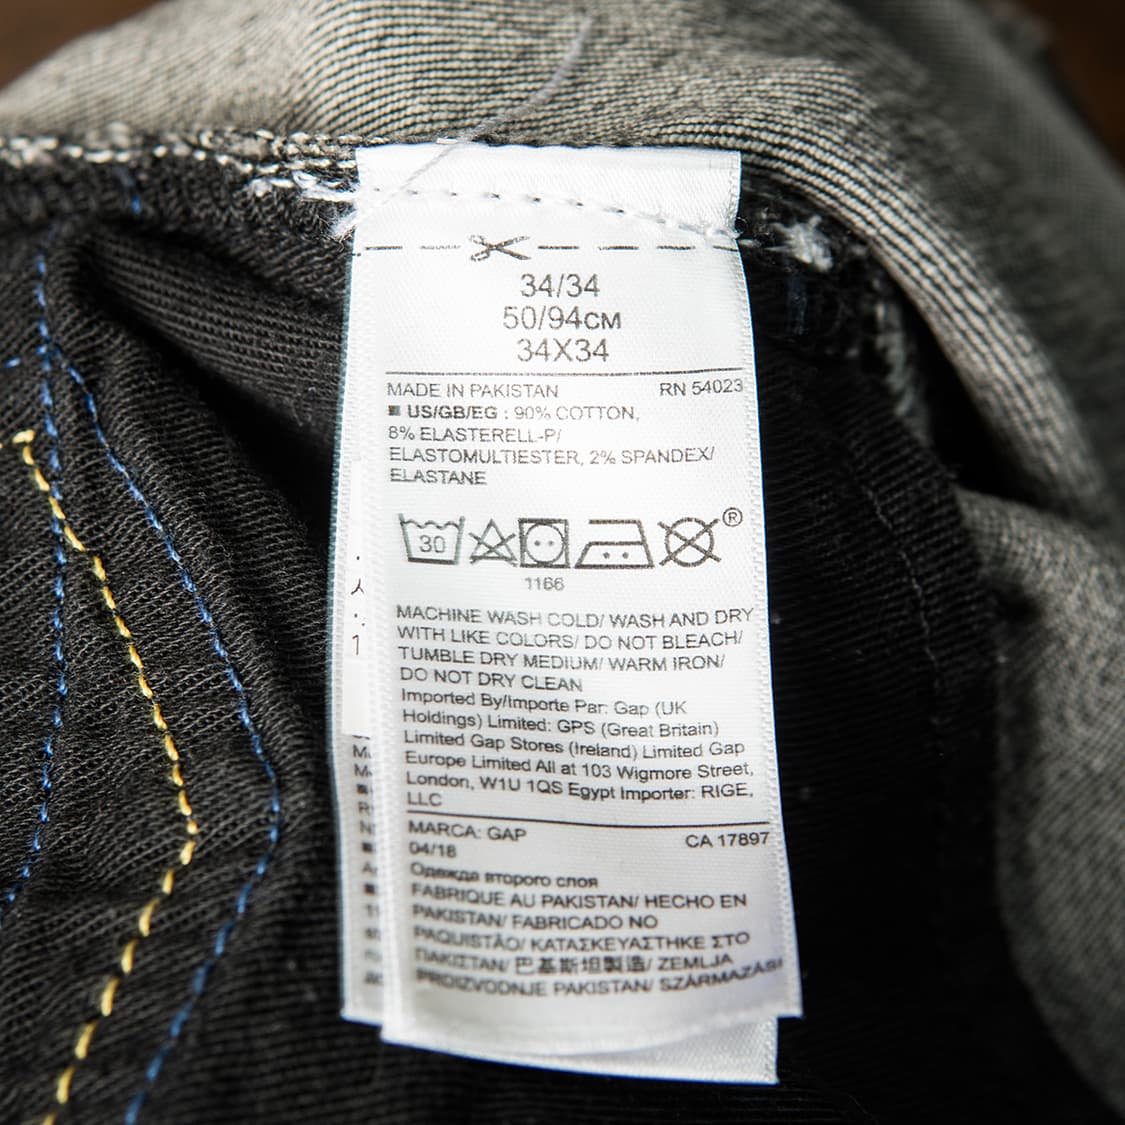 34/34
50/94CM
34X34
MADE IN PAKISTAN RN 54023
US/GB/EG : 90% COTTON,
8% ELASTERELL-P/
ELASTOMULTIESTER, 2% SPANDEX/
ELASTANE
30 ®
1166
MACHINE WASH COLD/ WASH AND DRY
WITH LIKE COLORS/ DO NOT BLEACH/
TUMBLE DRY MEDIUM/ WARM IRON/
DO NOT DRY CLEAN
Imported By/Importe Par: Gap (UK
Holdings) Limited: GPS (Great Britain)
Limited Gap Stores (Ireland) Limited Gap
Europe Limited All at 103 Wigmore Street,
London, W1U 1QS Egypt Importer: RIGE,
LLC
MARCA: GAP CA 17897
04/18
Одежда второго слоя
FABRIQUE AU PAKISTAN/ HECHO EN
PAKISTAN/ FABRICADO NO
PAQUISTÃO/ ΚΑΤΑΣΚΕΥΑΣΤΗΚΕ ΣΤΟ
ΠΑΚΙΣΤΑΝ/ 巴基斯坦製造/ ZEMLJA
PROIZVODNJE PAKISTAN/ SZÁRMAZÁSI